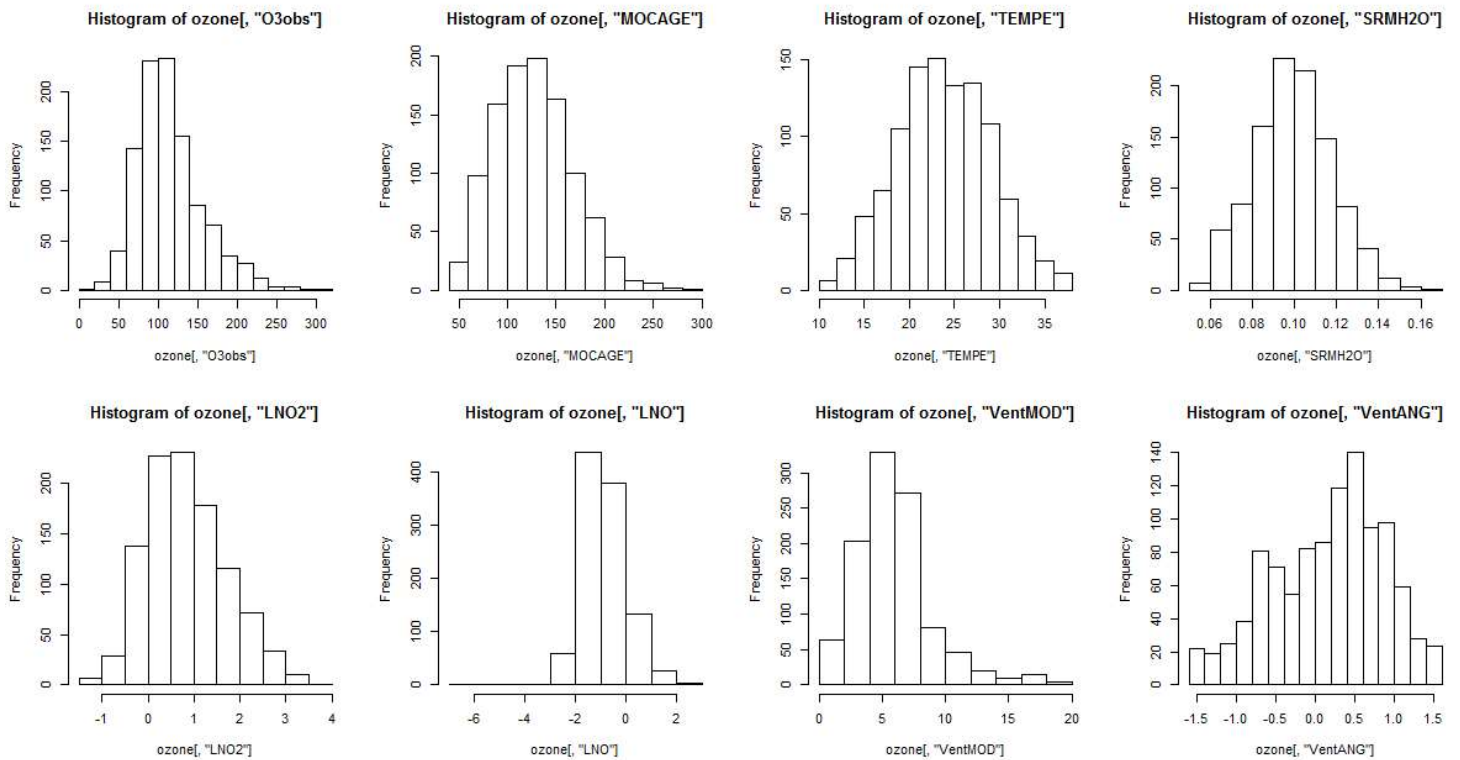 Histogram of ozone[, "O3obs"]
Frequency
0 50 100 150 200
0 50 100 150 200 250 300
ozone[, "O3obs"]
Histogram of ozone[, "MOCAGE"]
Frequency
0 50 100 150 200
50 100 150 200 250 300
ozone[, "MOCAGE"]
Histogram of ozone[, "TEMPE"]
Frequency
0 50 100 150
10 15 20 25 30 35
ozone[, "TEMPE"]
Histogram of ozone[, "SRMH2O"]
Frequency
0 50 100 150 200
0.06 0.08 0.10 0.12 0.14 0.16
ozone[, "SRMH2O"]
Histogram of ozone[, "LNO2"]
Frequency
0 50 100 150 200
-1 0 1 2 3 4
ozone[, "LNO2"]
Histogram of ozone[, "LNO"]
Frequency
0 100 200 300 400
-6 -4 -2 0 2
ozone[, "LNO"]
Histogram of ozone[, "VentMOD"]
Frequency
0 50 100 150 200 250 300
0 5 10 15 20
ozone[, "VentMOD"]
Histogram of ozone[, "VentANG"]
Frequency
0 20 40 60 80 100 120 140
-1.5 -1.0 -0.5 0.0 0.5 1.0 1.5
ozone[, "VentANG"]